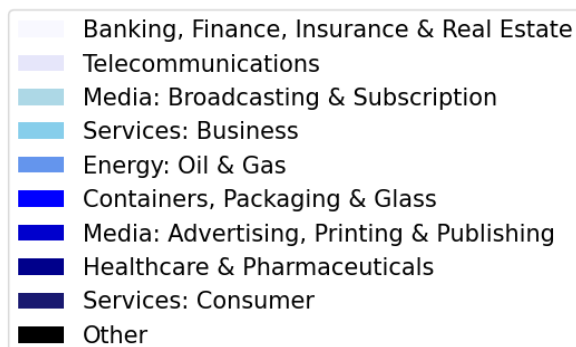 Banking, Finance, Insurance & Real Estate
Telecommunications
Media: Broadcasting & Subscription
Services: Business
Energy: Oil & Gas
Containers, Packaging & Glass
Media: Advertising, Printing & Publishing
Healthcare & Pharmaceuticals
Services: Consumer
Other